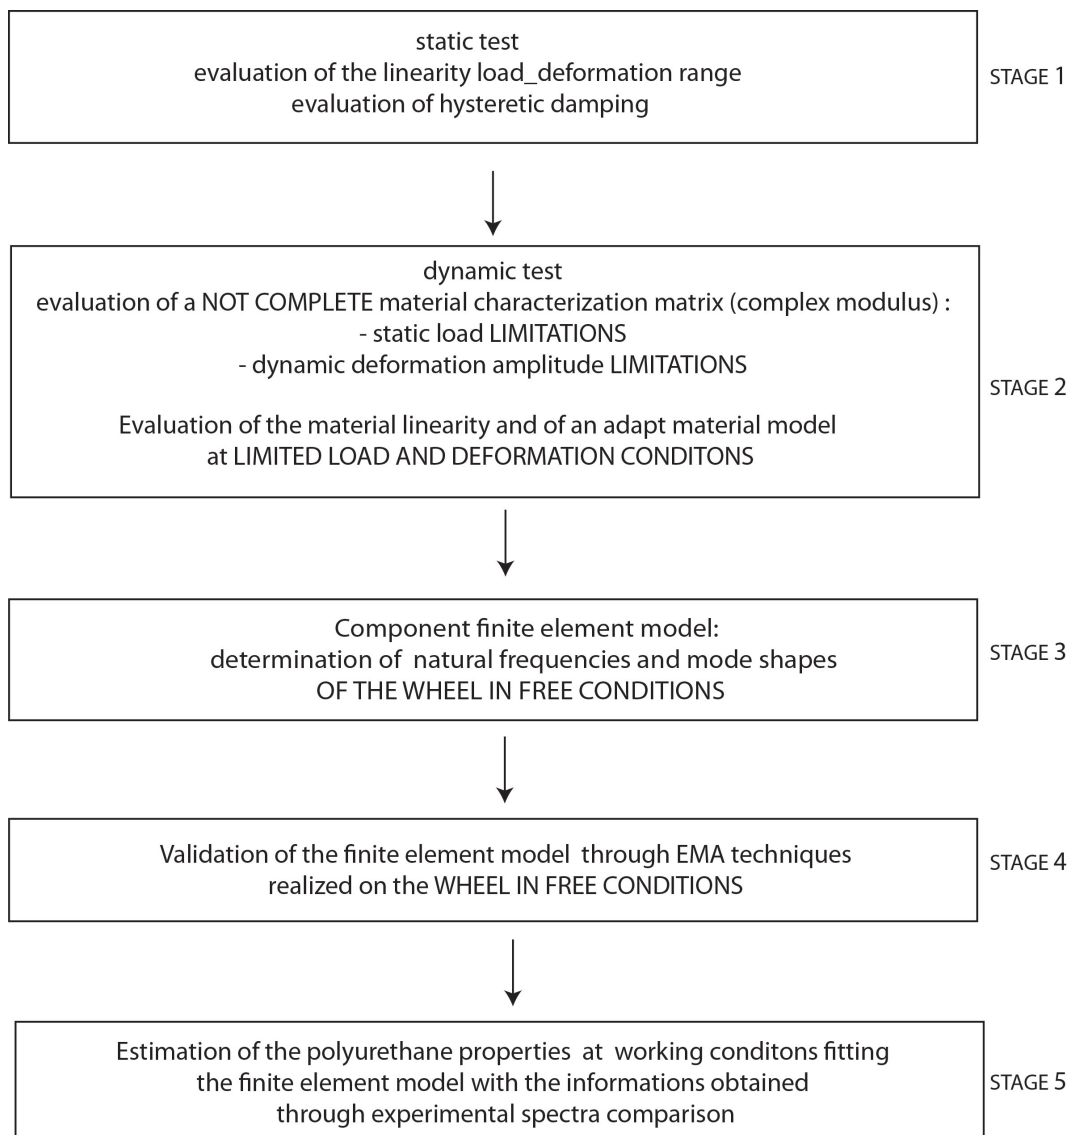 static test
evaluation of the linearity load_deformation range
evaluation of hysteretic damping
STAGE 1
dynamic test
evaluation of a NOT COMPLETE material characterization matrix (complex modulus) :
- static load LIMITATIONS
- dynamic deformation amplitude LIMITATIONS
Evaluation of the material linearity and of an adapt material model
at LIMITED LOAD AND DEFORMATION CONDITONS
STAGE 2
Component finite element model:
determination of natural frequencies and mode shapes
OF THE WHEEL IN FREE CONDITIONS
STAGE 3
Validation of the finite element model through EMA techniques
realized on the WHEEL IN FREE CONDITIONS
STAGE 4
Estimation of the polyurethane properties at working conditons fitting
the finite element model with the informations obtained
through experimental spectra comparison
STAGE 5